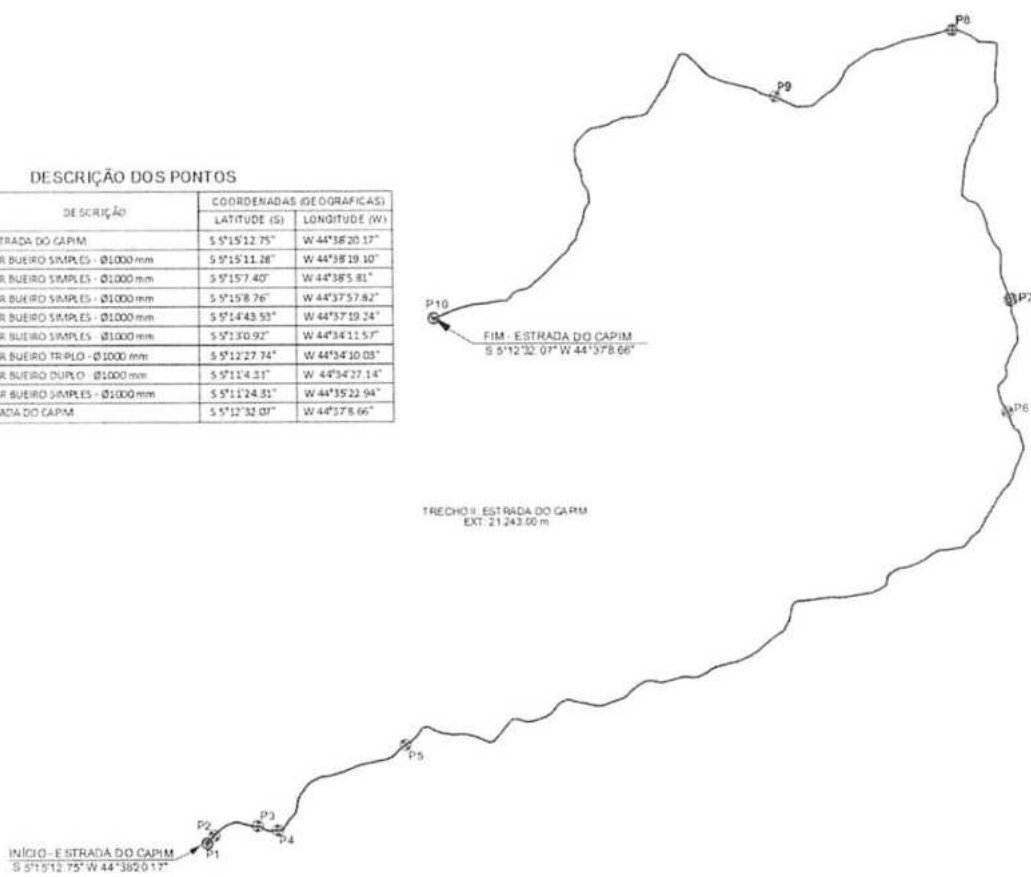 DESCRIÇÃO DOS PONTOS
DESCRIÇÃO
COORDENADAS (GEOGRAFICAS)
LATITUDE (S) LONGITUDE (W)
TRADA DO CAPIM S 5°15'12.75" W 44°38'20.17"
R BUEIRO SIMPLES - Ø1000 mm S 5°15'11.28" W 44°38'19.10"
R BUEIRO SIMPLES - Ø1000 mm S 5°15'7.40" W 44°38'5.81"
R BUEIRO SIMPLES - Ø1000 mm S 5°15'8.76" W 44°37'57.82"
R BUEIRO SIMPLES - Ø1000 mm S 5°14'43.53" W 44°37'19.24"
R BUEIRO SIMPLES - Ø1000 mm S 5°13'0.92" W 44°34'11.57"
R BUEIRO TRIPLO - Ø1000 mm S 5°12'27.74" W 44°34'10.03"
R BUEIRO DUPLO - Ø1000 mm S 5°11'4.31" W 44°34'27.14"
R BUEIRO SIMPLES - Ø1000 mm S 5°11'24.31" W 44°35'22.94"
ADA DO CAPIM S 5°12'32.07" W 44°37'8.66"
P8
P9
P7
P10
FIM - ESTRADA DO CAPIM
S 5°12'32.07" W 44°37'8.66"
P6
TRECHO II: ESTRADA DO CAPIM
EXT: 21.243.00 m
P5
P3
P2
P4
P1
INÍCIO - ESTRADA DO CAPIM
S 5°15'12.75" W 44°38'20.17"